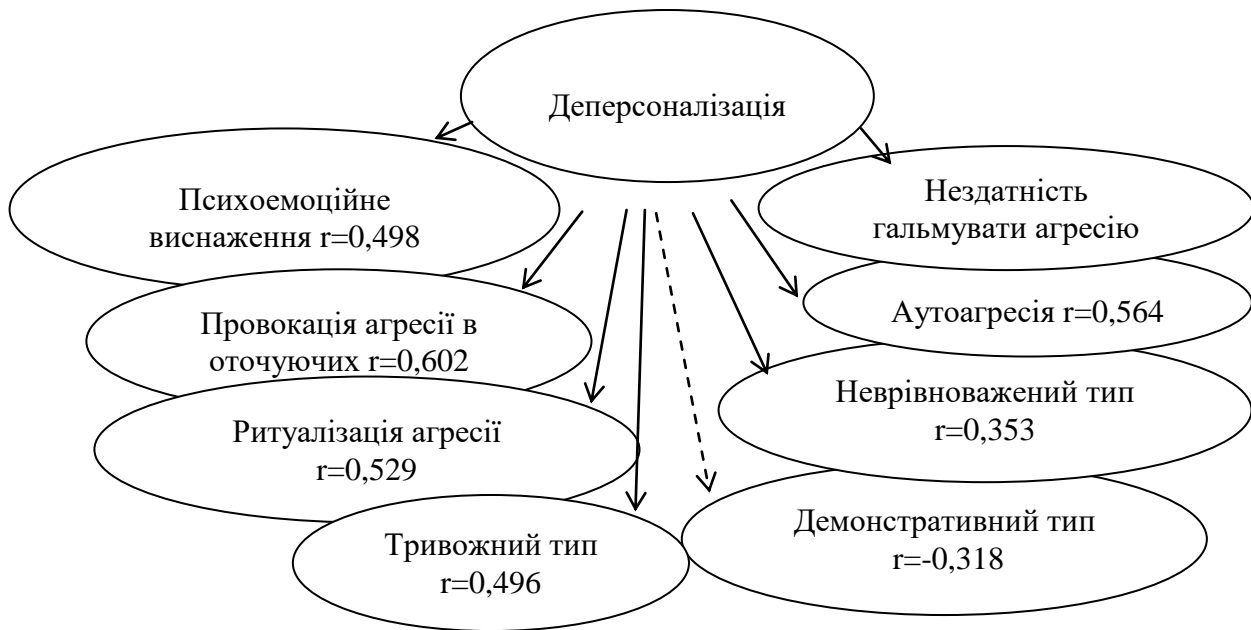 Деперсоналізація
Психоемоційне
виснаження r=0,498
Нездатність
гальмувати агресію
Провокація агресії в
оточуючих r=0,602
Аутоагресія r=0,564
Ритуалізація агресії
r=0,529
Неврівноважений тип
r=0,353
Тривожний тип
r=0,496
Демонстративний тип
r=-0,318